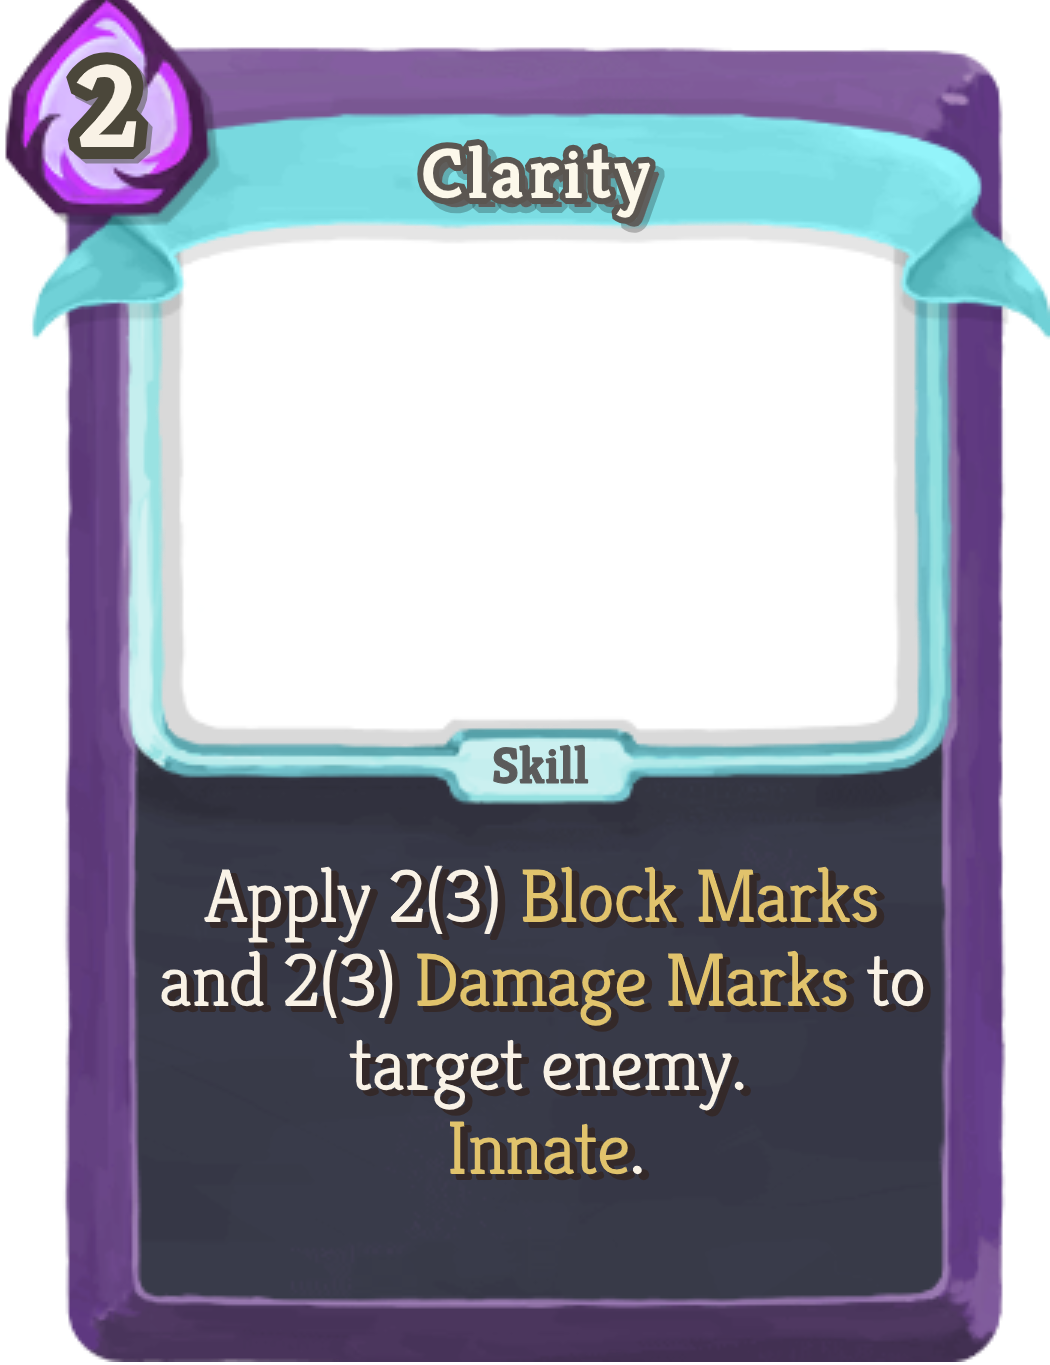 2
Clarity
Skill
Apply 2(3) Block Marks
and 2(3) Damage Marks to
target enemy.
Innate.